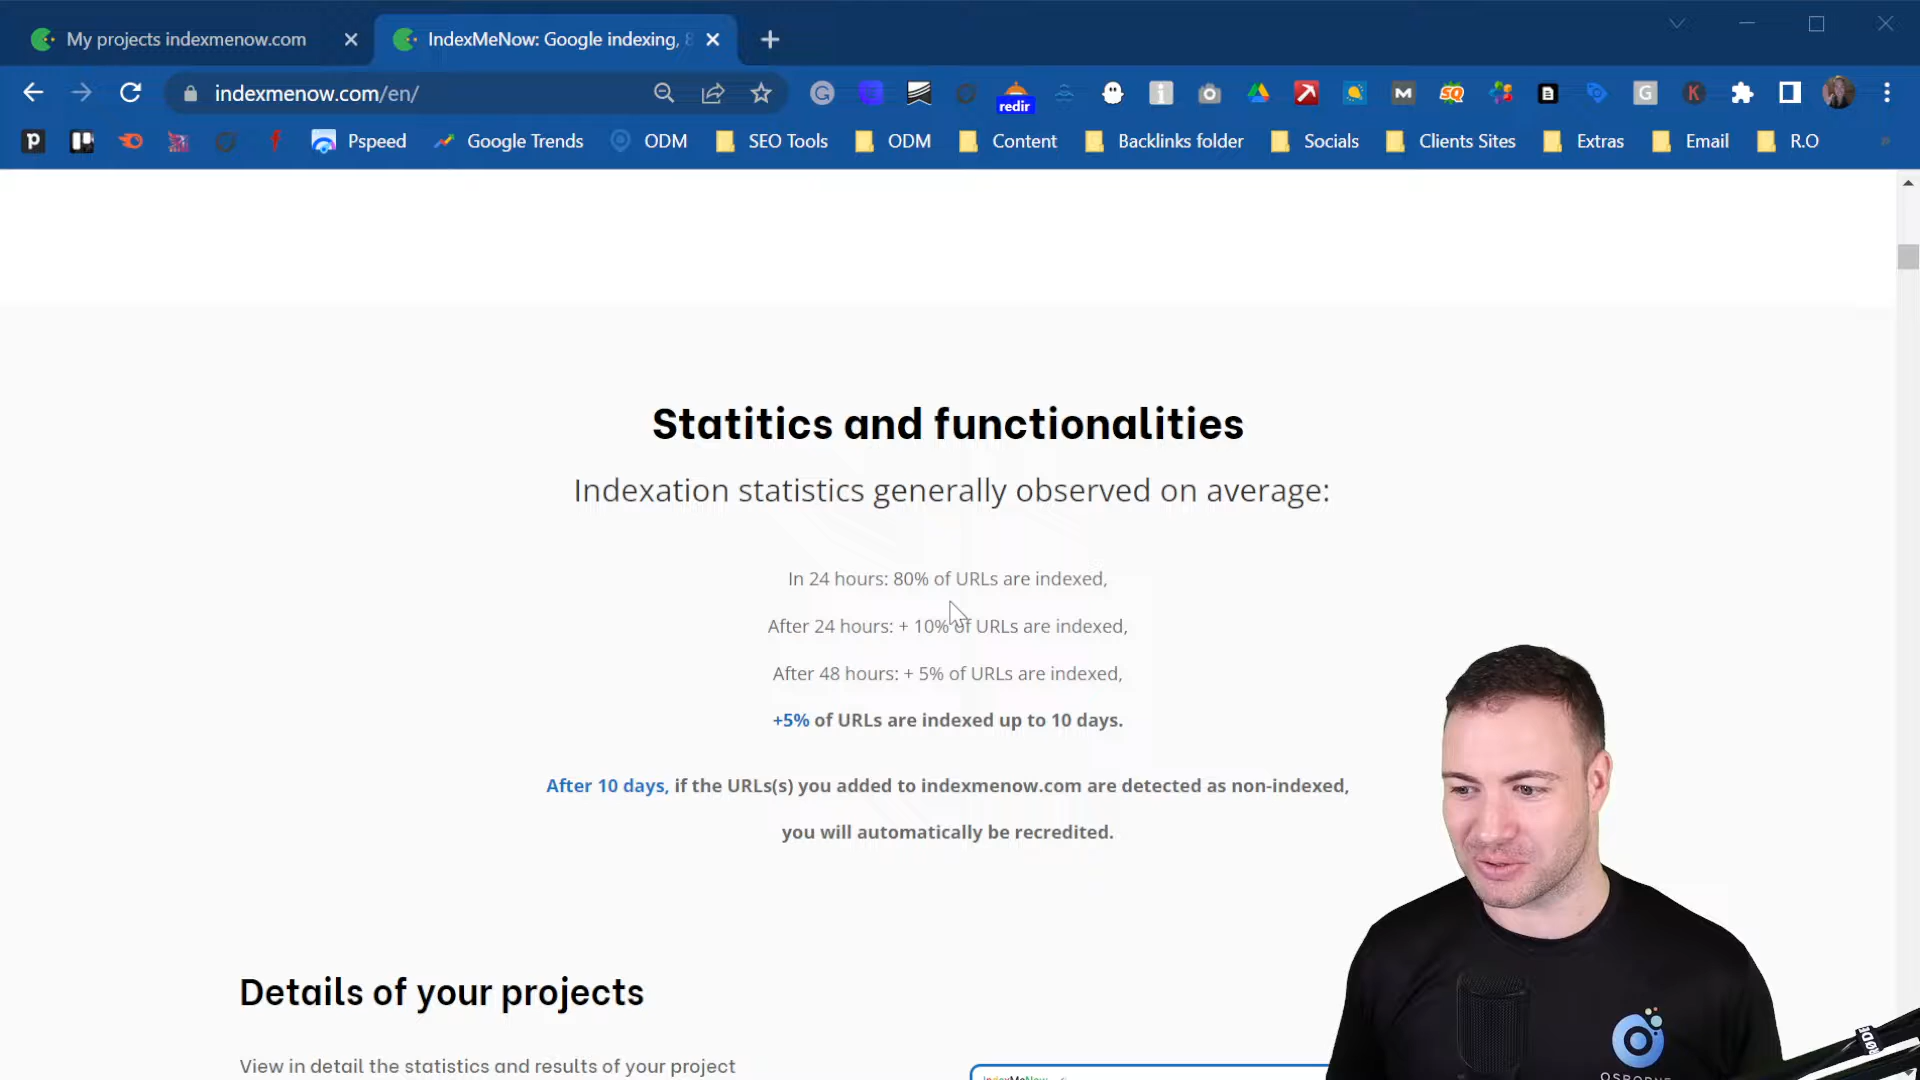 My projects indexmenow.com
IndexMeNow: Google indexing, 8
indexmenow.com/en/
redir
Pspeed
Google Trends
ODM
SEO Tools
ODM
Content
Backlinks folder
Socials
Clients Sites
Extras
Email
R.O
Statitics and functionalities
Indexation statistics generally observed on average:
In 24 hours: 80% of URLs are indexed,
After 24 hours: + 10% of URLs are indexed,
After 48 hours: + 5% of URLs are indexed,
+5% of URLs are indexed up to 10 days.
After 10 days, if the URLs(s) you added to indexmenow.com are detected as non-indexed,
you will automatically be recredited.
Details of your projects
View in detail the statistics and results of your project
IndexMeNow
OSBORNE
RØDE